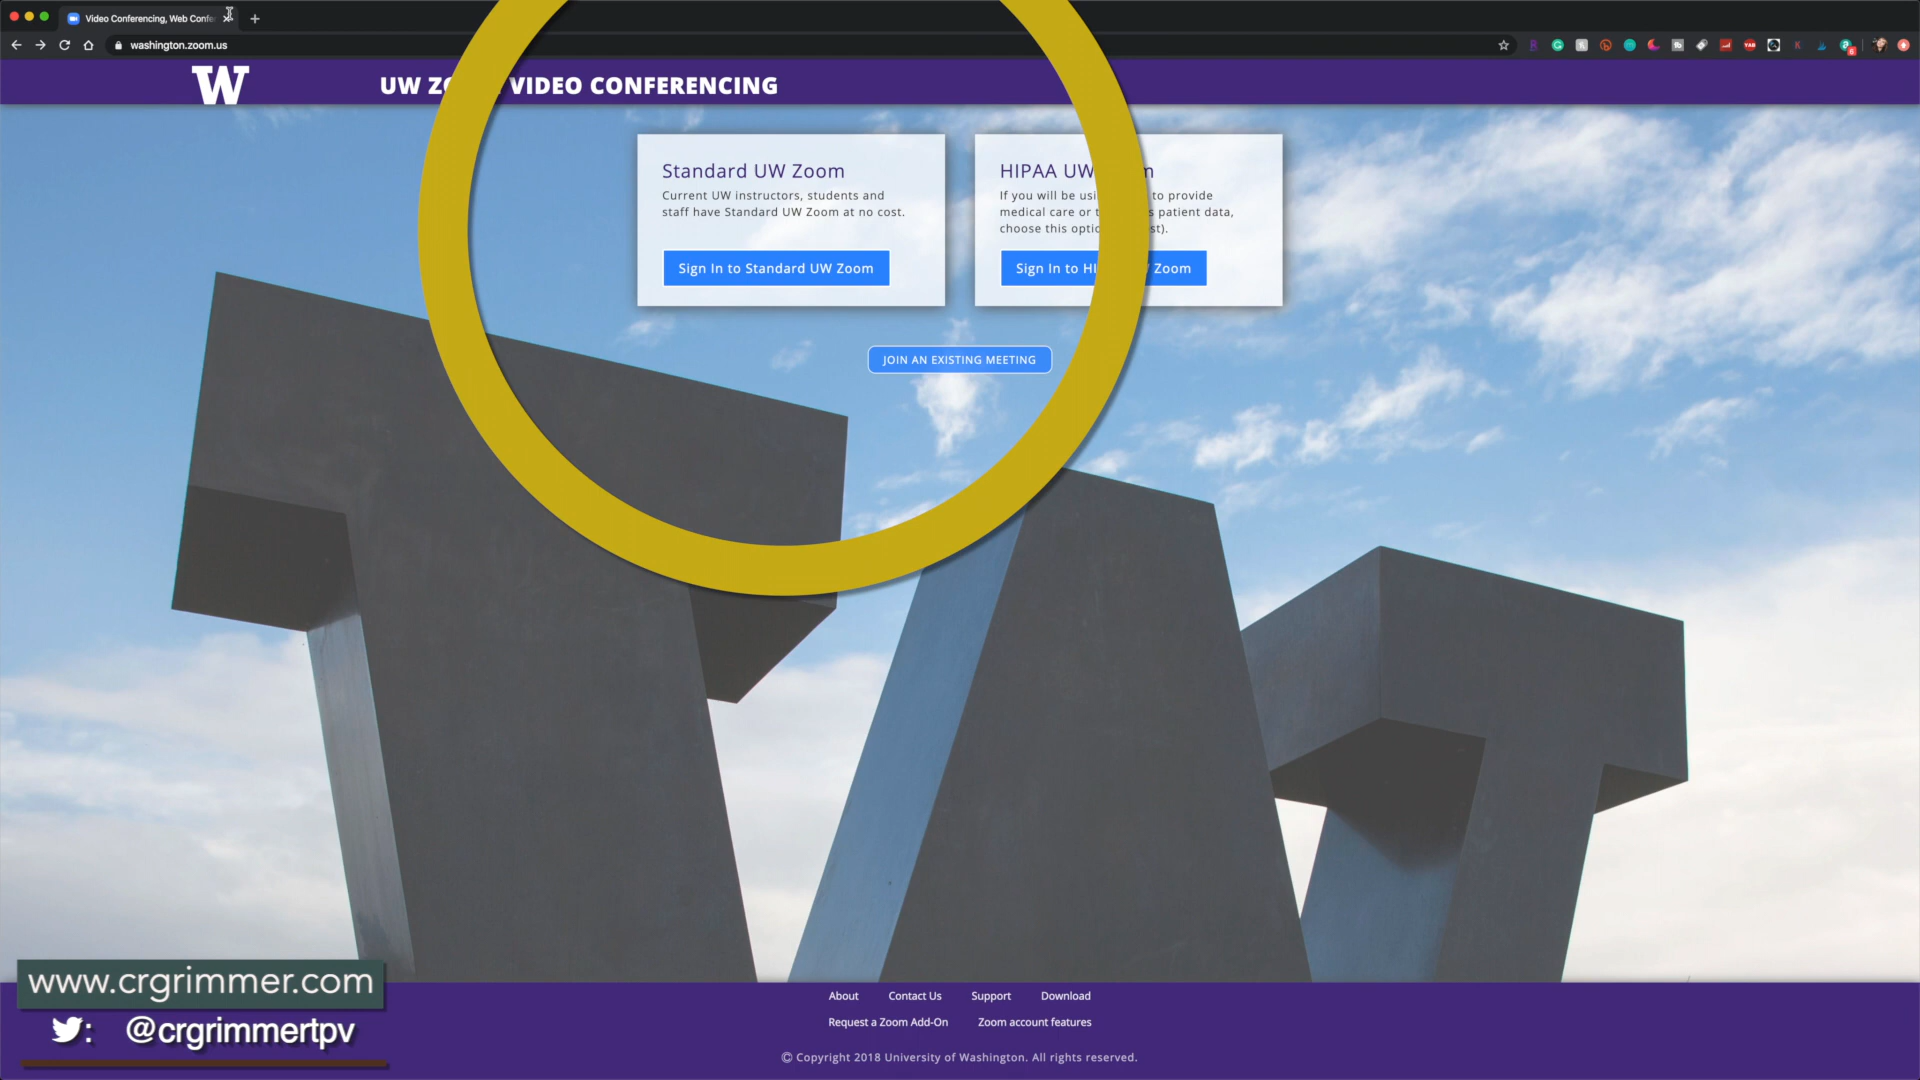 Video Conferencing, Web Confe
washington.zoom.us
W
UW Z VIDEO CONFERENCING
Standard UW Zoom
Current UW instructors, students and
staff have Standard UW Zoom at no cost.
Sign In to Standard UW Zoom
HIPAA UW m
If you will be usi to provide
medical care or t s patient data,
choose this optio st).
Sign In to HI Zoom
JOIN AN EXISTING MEETING
About Contact Us Support Download
Request a Zoom Add-On Zoom account features
© Copyright 2018 University of Washington. All rights reserved.
www.crgrimmer.com
: @crgrimmertpv